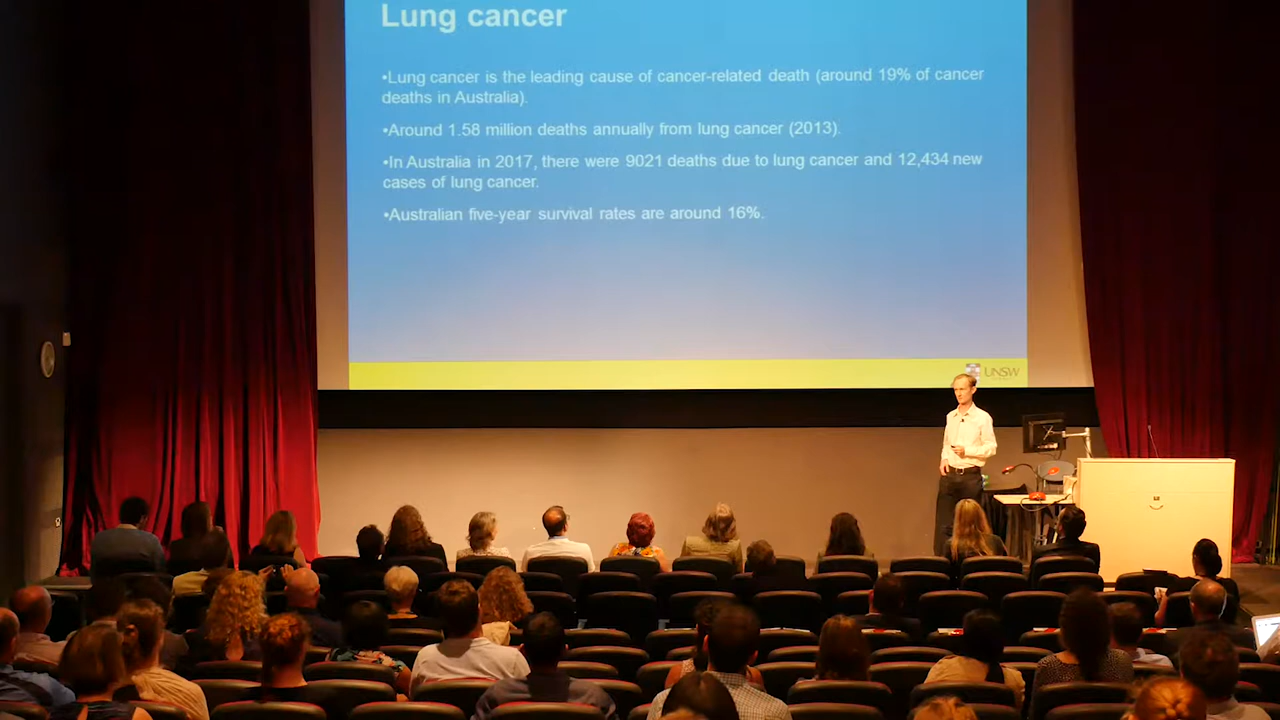 Lung cancer
•Lung cancer is the leading cause of cancer-related death (around 19% of cancer
deaths in Australia).
•Around 1.58 million deaths annually from lung cancer (2013).
•In Australia in 2017, there were 9021 deaths due to lung cancer and 12,434 new
cases of lung cancer.
•Australian five-year survival rates are around 16%.
UNSW